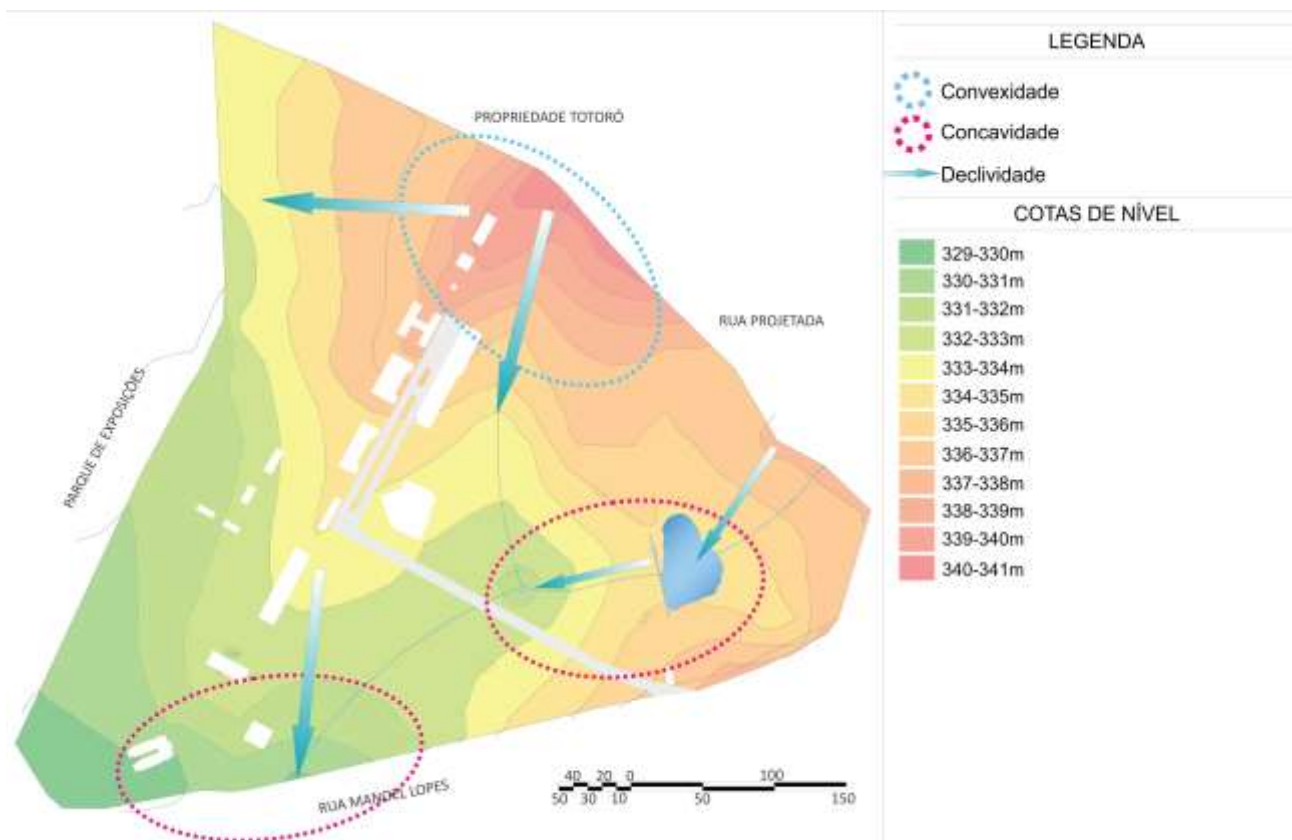 LEGENDA
Convexidade
Concavidade
Declividade
COTAS DE NÍVEL
329-330m
330-331m
331-332m
332-333m
333-334m
334-335m
335-336m
336-337m
337-338m
338-339m
339-340m
340-341m
PROPRIEDADE TOTORÓ
RUA PROJETADA
PARQUE DE EXPOSIÇÕES
RUA MANOEL LOPES
40 20 0 100
50 30 10 50 150